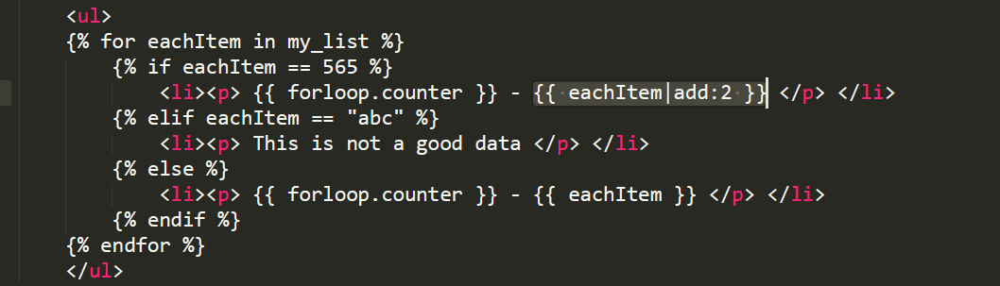 <ul>
{% for eachItem in my_list %}
{% if eachItem == 565 %}
<li><p> {{ forloop.counter }} - {{ eachItem|add:2 }} </p> </li>
{% elif eachItem == "abc" %}
<li><p> This is not a good data </p> </li>
{% else %}
<li><p> {{ forloop.counter }} - {{ eachItem }} </p> </li>
{% endif %}
{% endfor %}
</ul>